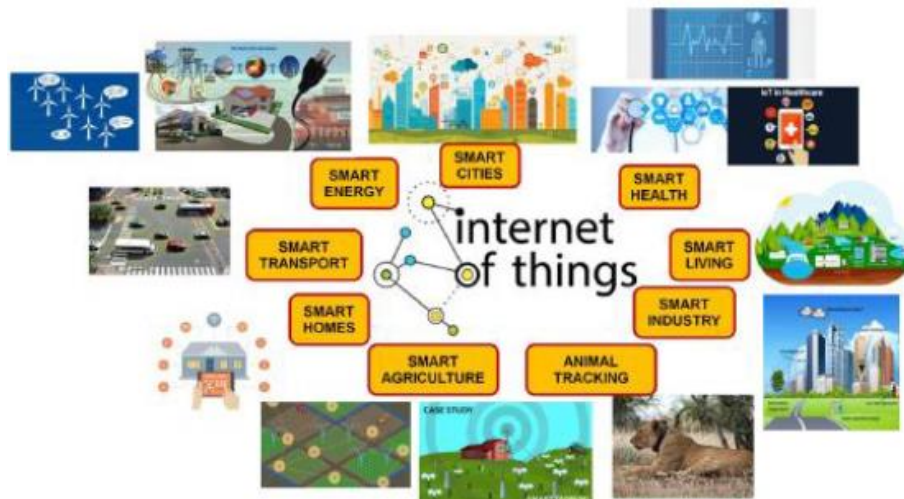 IoT in Healthcare
SMART
CITIES
SMART
ENERGY
SMART
HEALTH
internet
of things
SMART
TRANSPORT
SMART
LIVING
SMART
HOMES
SMART
INDUSTRY
SMART
AGRICULTURE
ANIMAL
TRACKING
CASE STUDY